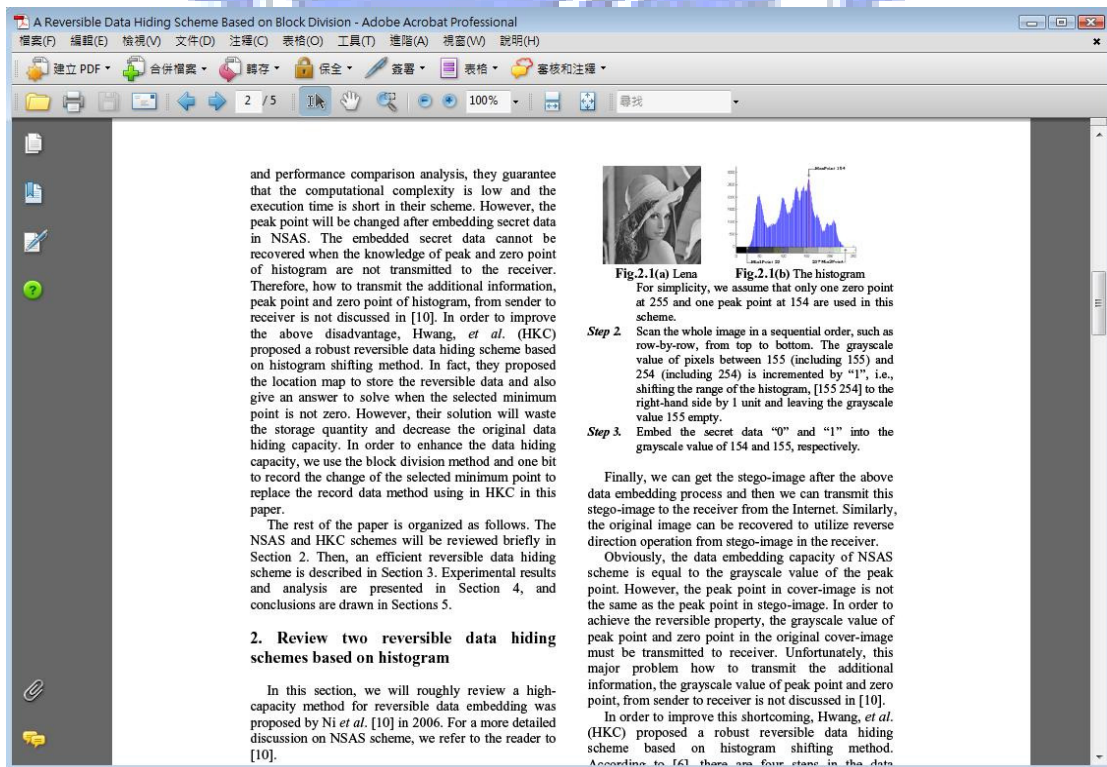 A Reversible Data Hiding Scheme Based on Block Division - Adobe Acrobat Professional
檔案(F) 編輯(E) 檢視(V) 文件(D) 注釋(C) 表格(O) 工具(T) 進階(A) 視窗(W) 說明(H)
建立 PDF 合併檔案 轉存 保全 簽署 表格 審核和注釋
2 / 5 100% 尋找
and performance comparison analysis, they guarantee
that the computational complexity is low and the
execution time is short in their scheme. However, the
peak point will be changed after embedding secret data
in NSAS. The embedded secret data cannot be
recovered when the knowledge of peak and zero point
of histogram are not transmitted to the receiver.
Therefore, how to transmit the additional information,
peak point and zero point of histogram, from sender to
receiver is not discussed in [10]. In order to improve
the above disadvantage, Hwang, et al. (HKC)
proposed a robust reversible data hiding scheme based
on histogram shifting method. In fact, they proposed
the location map to store the reversible data and also
give an answer to solve when the selected minimum
point is not zero. However, their solution will waste
the storage quantity and decrease the original data
hiding capacity. In order to enhance the data hiding
capacity, we use the block division method and one bit
to record the change of the selected minimum point to
replace the record data method using in HKC in this
paper.
The rest of the paper is organized as follows. The
NSAS and HKC schemes will be reviewed briefly in
Section 2. Then, an efficient reversible data hiding
scheme is described in Section 3. Experimental results
and analysis are presented in Section 4, and
conclusions are drawn in Sections 5.
2. Review two reversible data hiding
schemes based on histogram
In this section, we will roughly review a high-
capacity method for reversible data embedding was
proposed by Ni et al. [10] in 2006. For a more detailed
discussion on NSAS scheme, we refer to the reader to
[10].
Fig.2.1(a) Lena Fig.2.1(b) The histogram
For simplicity, we assume that only one zero point
at 255 and one peak point at 154 are used in this
scheme.
Step 2. Scan the whole image in a sequential order, such as
row-by-row, from top to bottom. The grayscale
value of pixels between 155 (including 155) and
254 (including 254) is incremented by “1”, i.e.,
shifting the range of the histogram, [155 254] to the
right-hand side by 1 unit and leaving the grayscale
value 155 empty.
Step 3. Embed the secret data “0” and “1” into the
grayscale value of 154 and 155, respectively.
Finally, we can get the stego-image after the above
data embedding process and then we can transmit this
stego-image to the receiver from the Internet. Similarly,
the original image can be recovered to utilize reverse
direction operation from stego-image in the receiver.
Obviously, the data embedding capacity of NSAS
scheme is equal to the grayscale value of the peak
point. However, the peak point in cover-image is not
the same as the peak point in stego-image. In order to
achieve the reversible property, the grayscale value of
peak point and zero point in the original cover-image
must be transmitted to receiver. Unfortunately, this
major problem how to transmit the additional
information, the grayscale value of peak point and zero
point, from sender to receiver is not discussed in [10].
In order to improve this shortcoming, Hwang, et al.
(HKC) proposed a robust reversible data hiding
scheme based on histogram shifting method.
According to [6], there are four steps in the data